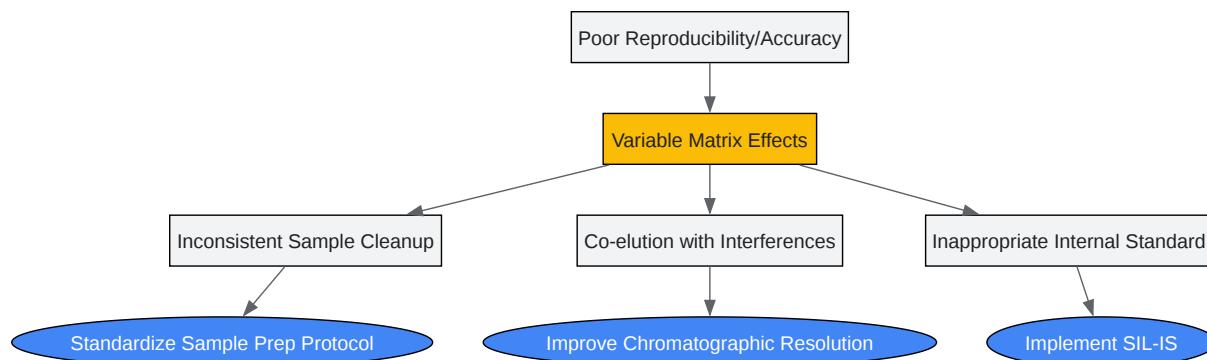 Poor Reproducibility/Accuracy
Variable Matrix Effects
Inconsistent Sample Cleanup
Co-elution with Interferences
Inappropriate Internal Standard
Standardize Sample Prep Protocol
Improve Chromatographic Resolution
Implement SIL-IS